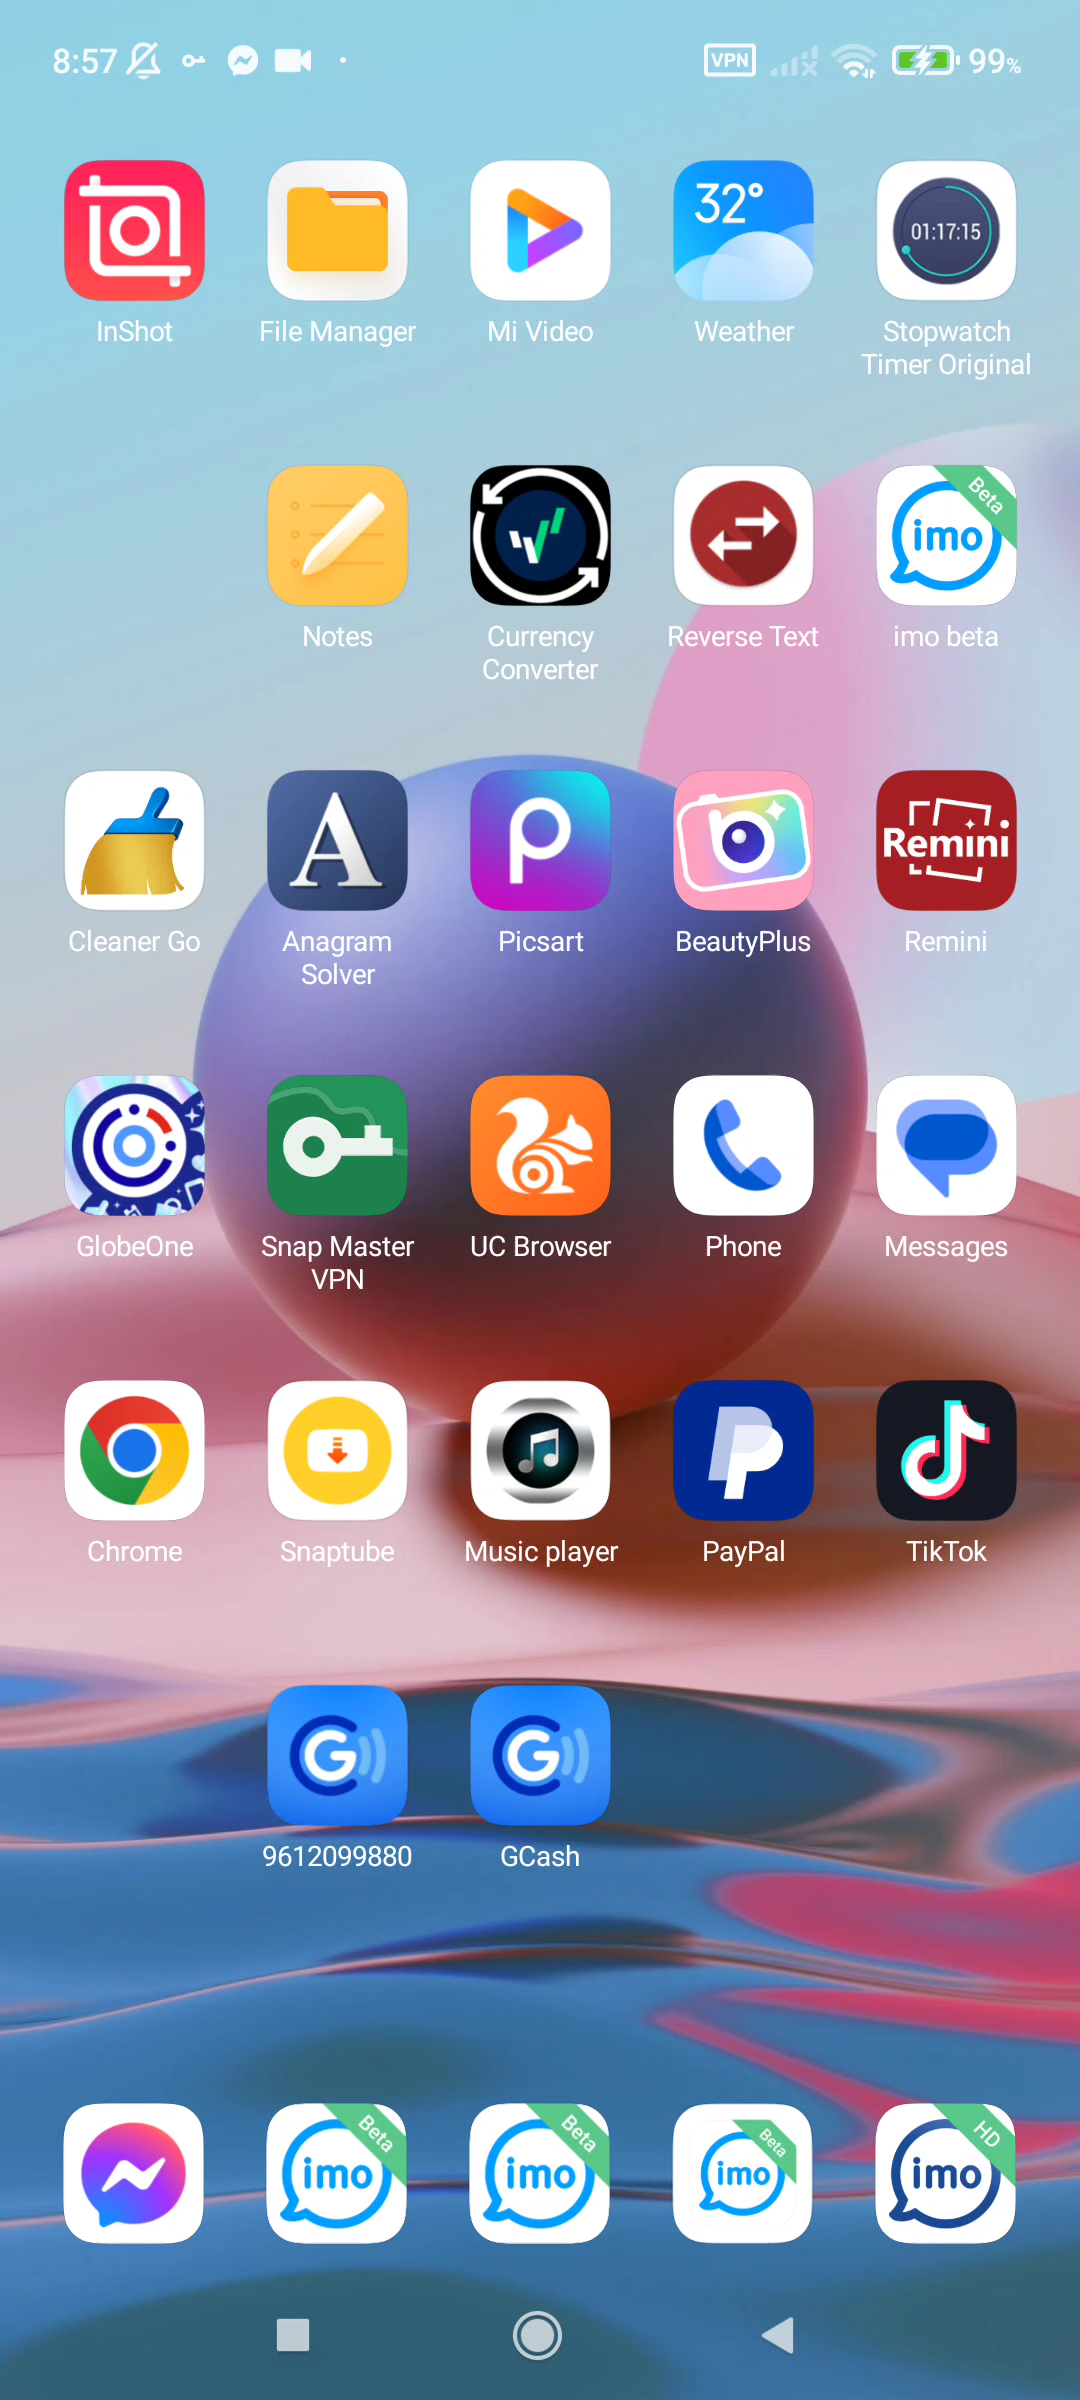 8:57
VPN
99%
32°
01:17:15
InShot
File Manager
Mi Video
Weather
Stopwatch
Timer Original
Beta
imo
Notes
Currency
Converter
Reverse Text
imo beta
A
Remini
Cleaner Go
Anagram
Solver
Picsart
BeautyPlus
Remini
GlobeOne
Snap Master
VPN
UC Browser
Phone
Messages
Chrome
Snaptube
Music player
PayPal
TikTok
G
G
9612099880
GCash
Beta
imo
Beta
imo
Beta
imo
HD
imo